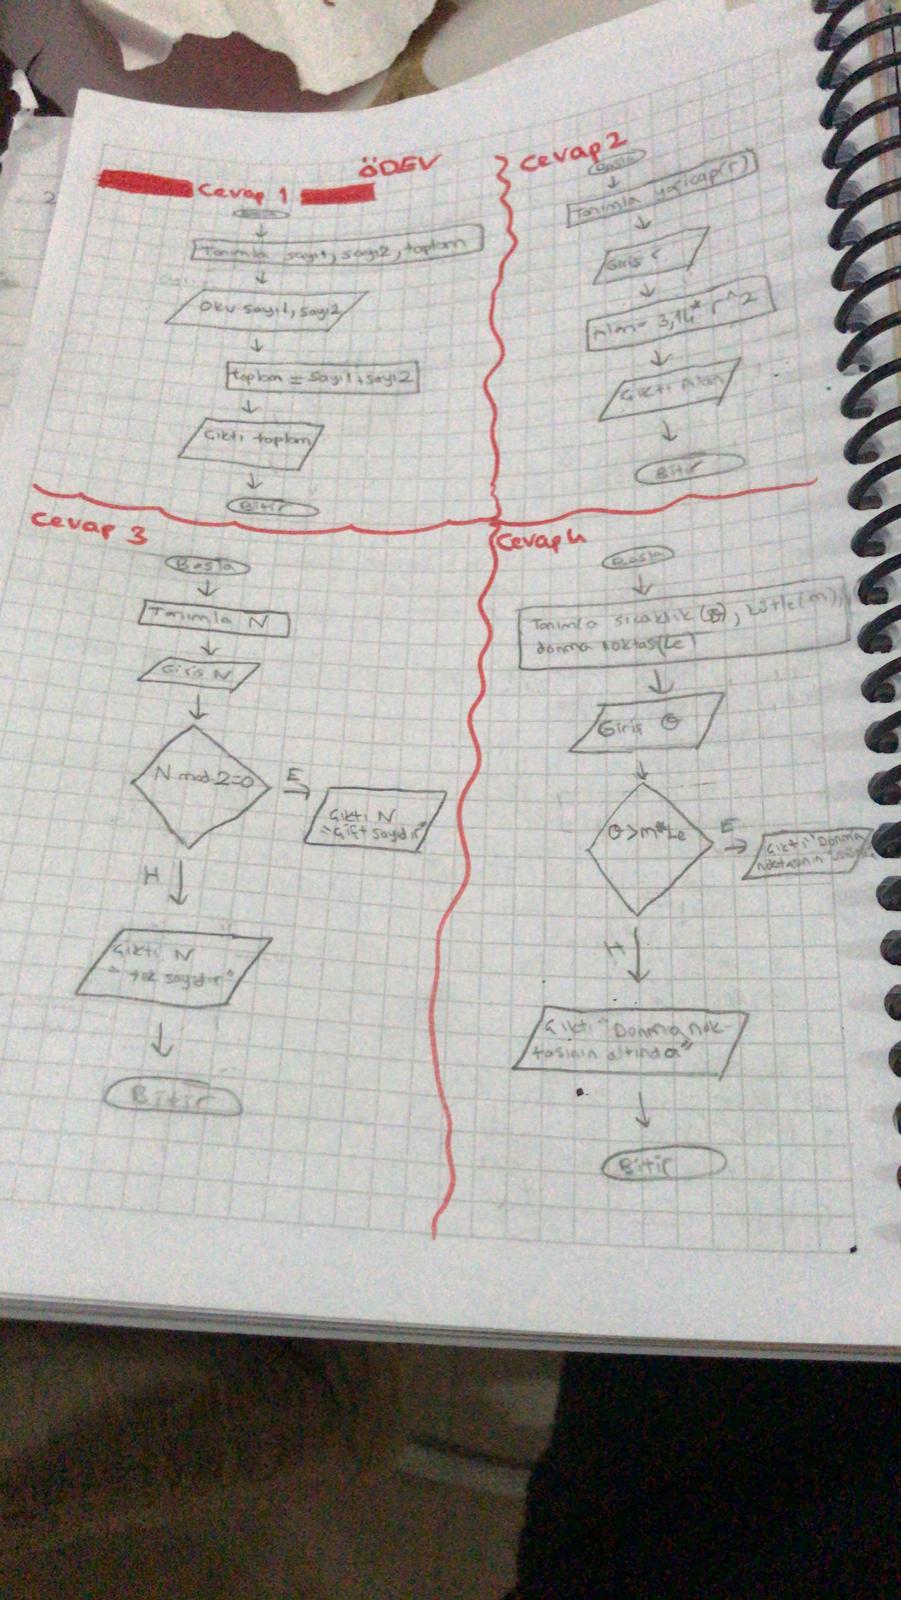 ÖDEV
Cevap 1
Tanımla sayı1, sayı2, toplam
Oku sayı1, sayı2
toplam = sayı1+sayı2
Çıktı toplam
Bitir
Cevap 2
Başla
Tanımla yarıçap(r)
Giriş r
Alan= 3,14* r^2
Çıktı Alan
Bitir
Cevap 3
Başla
Tanımla N
Giriş N
N mod 2=0
E
Çıktı N
"Çift sayıdır"
H
Çıktı N
"tek sayıdır"
Bitir
Cevap 4
Başla
Tanımla sıcaklık(θ), kütle(m),
donma noktası(Le)
Giriş θ
θ>m*Le
E
Çıktı "Donma
noktasının
H
Çıktı "Donma nok-
tasının altında"
Bitir